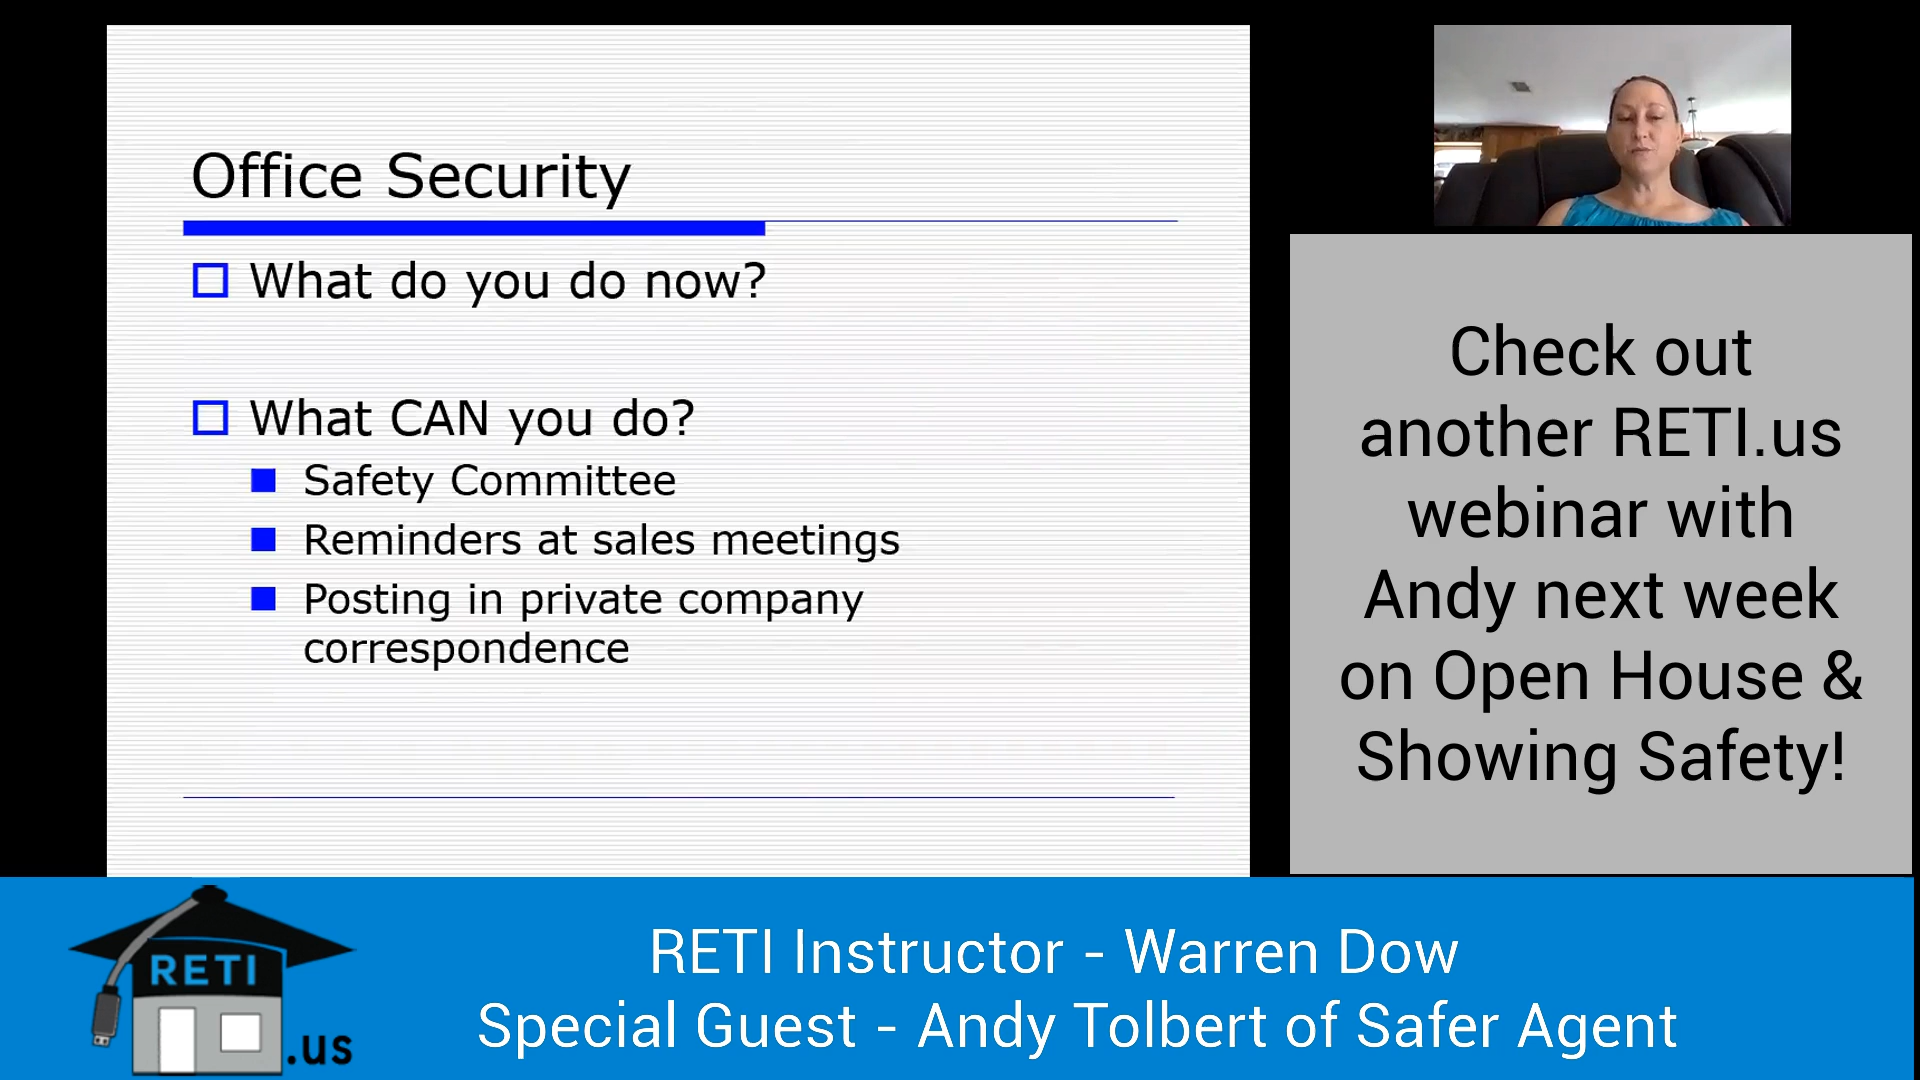 Office Security
What do you do now?
What CAN you do?
Safety Committee
Reminders at sales meetings
Posting in private company
correspondence
Check out
another RETI.us
webinar with
Andy next week
on Open House &
Showing Safety!
RETI
.us
RETI Instructor - Warren Dow
Special Guest - Andy Tolbert of Safer Agent